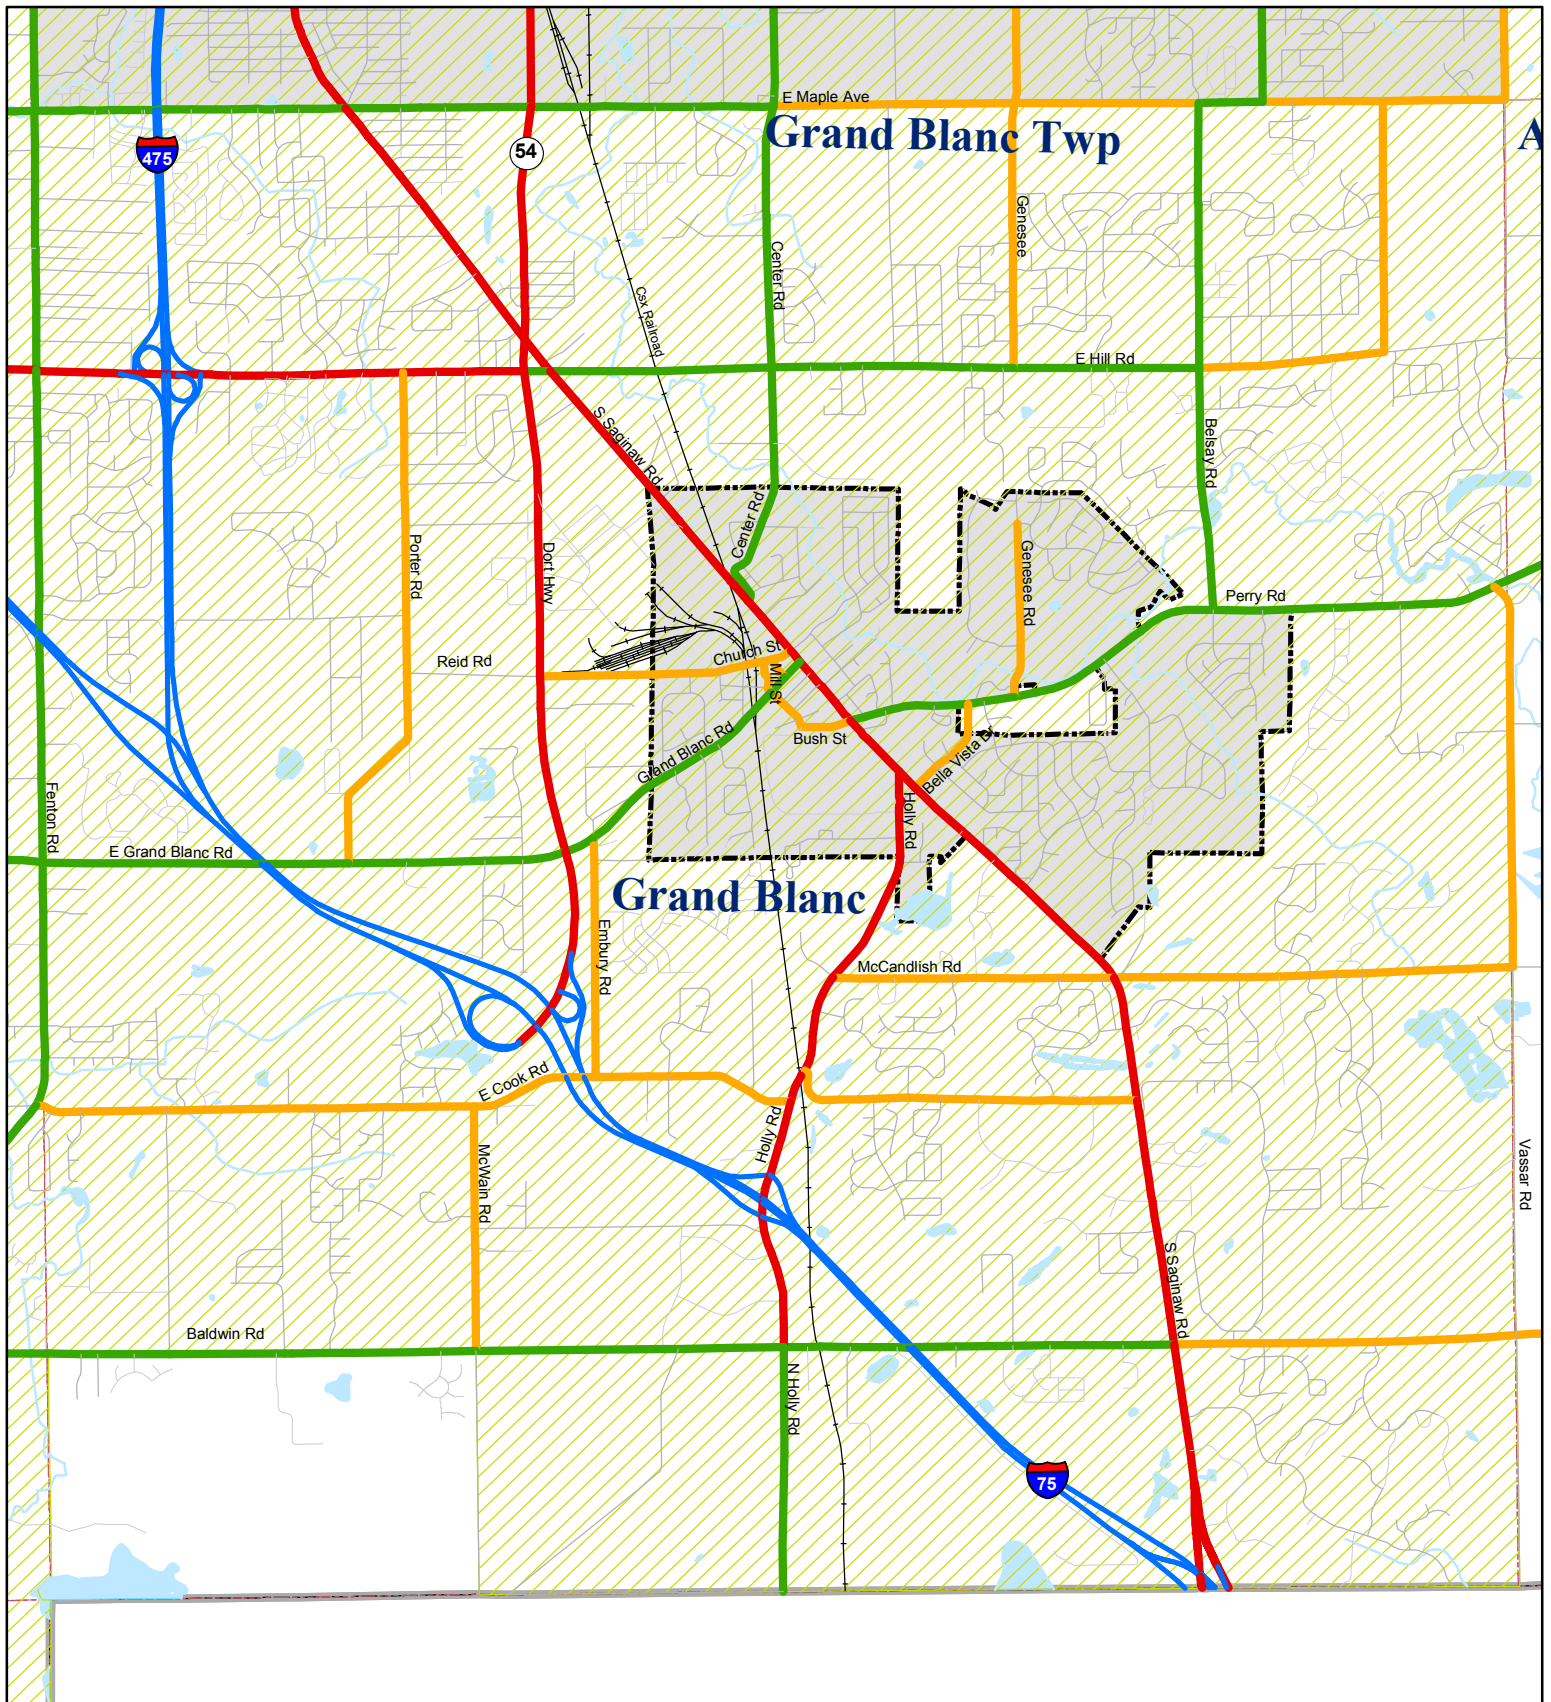 E Maple Ave
Grand Blanc Twp
A
475
54
Genesee
Center Rd
Csx Railroad
E Hill Rd
S Saginaw Rd
Belsay Rd
Center Rd
Porter Rd
Dort Hwy
Genesee Rd
Perry Rd
Reid Rd
Church St
Mill St
Bush St
Grand Blanc Rd
Bella Vista Dr
Holly Rd
Fenton Rd
E Grand Blanc Rd
Grand Blanc
Embury Rd
McCandlish Rd
E Cook Rd
Holly Rd
McWain Rd
Vassar Rd
S Saginaw Rd
Baldwin Rd
N Holly Rd
75